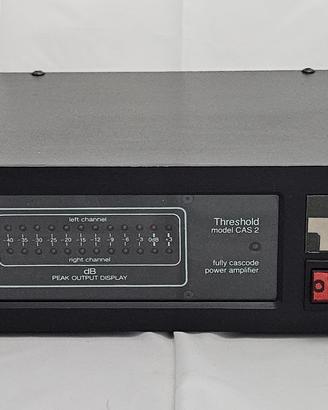 left channel
-40 -35 -30 -25 -20 -15 -12 -9 -6 -3 0dB +3
right channel
dB
PEAK OUTPUT DISPLAY
Threshold
model CAS 2
fully cascode
power amplifier